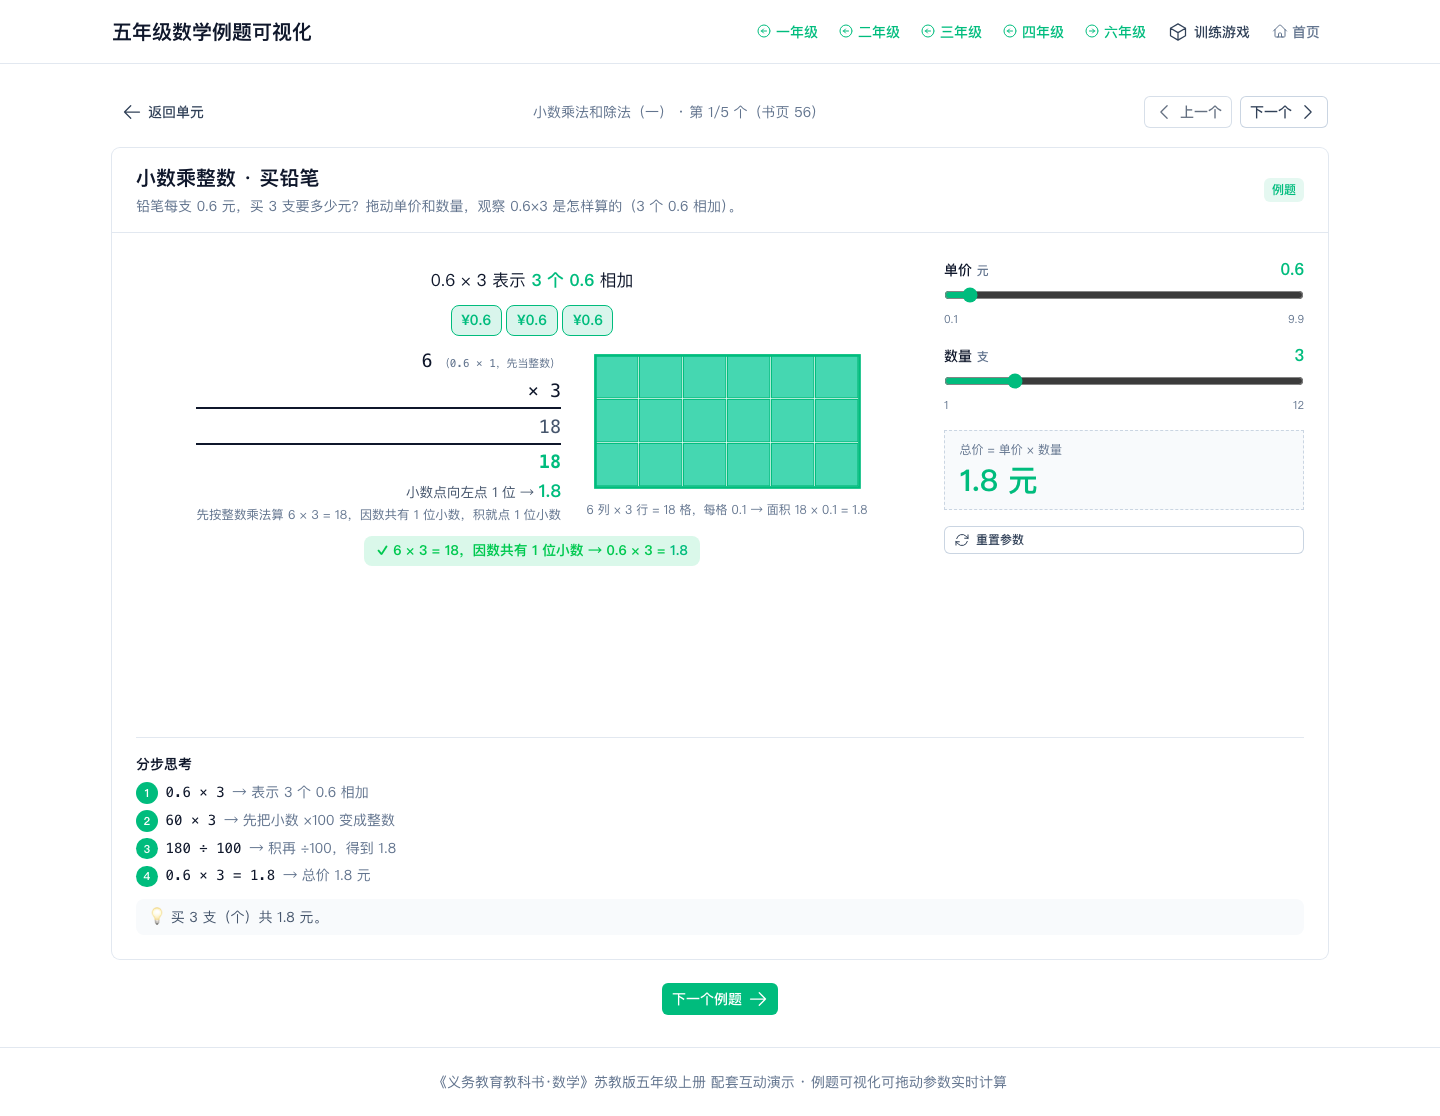 五年级数学例题可视化
一年级 二年级 三年级 四年级 六年级 训练游戏 首页
返回单元
小数乘法和除法（一） · 第 1/5 个（书页 56）
上一个 下一个
小数乘整数 · 买铅笔
铅笔每支 0.6 元，买 3 支要多少元？拖动单价和数量，观察 0.6×3 是怎样算的（3 个 0.6 相加）。
例题
0.6 × 3 表示 3 个 0.6 相加
¥0.6 ¥0.6 ¥0.6
6 （0.6 × 1，先当整数）
× 3
18
18
小数点向左点 1 位 → 1.8
先按整数乘法算 6 × 3 = 18，因数共有 1 位小数，积就点 1 位小数
6 列 × 3 行 = 18 格，每格 0.1 → 面积 18 × 0.1 = 1.8
✓ 6 × 3 = 18，因数共有 1 位小数 → 0.6 × 3 = 1.8
单价 元 0.6
0.1 9.9
数量 支 3
1 12
总价 = 单价 × 数量
1.8 元
重置参数
分步思考
1 0.6 × 3 → 表示 3 个 0.6 相加
2 60 × 3 → 先把小数 ×100 变成整数
3 180 ÷ 100 → 积再 ÷100，得到 1.8
4 0.6 × 3 = 1.8 → 总价 1.8 元
💡 买 3 支（个）共 1.8 元。
下一个例题 →
《义务教育教科书·数学》苏教版五年级上册 配套互动演示 · 例题可视化可拖动参数实时计算